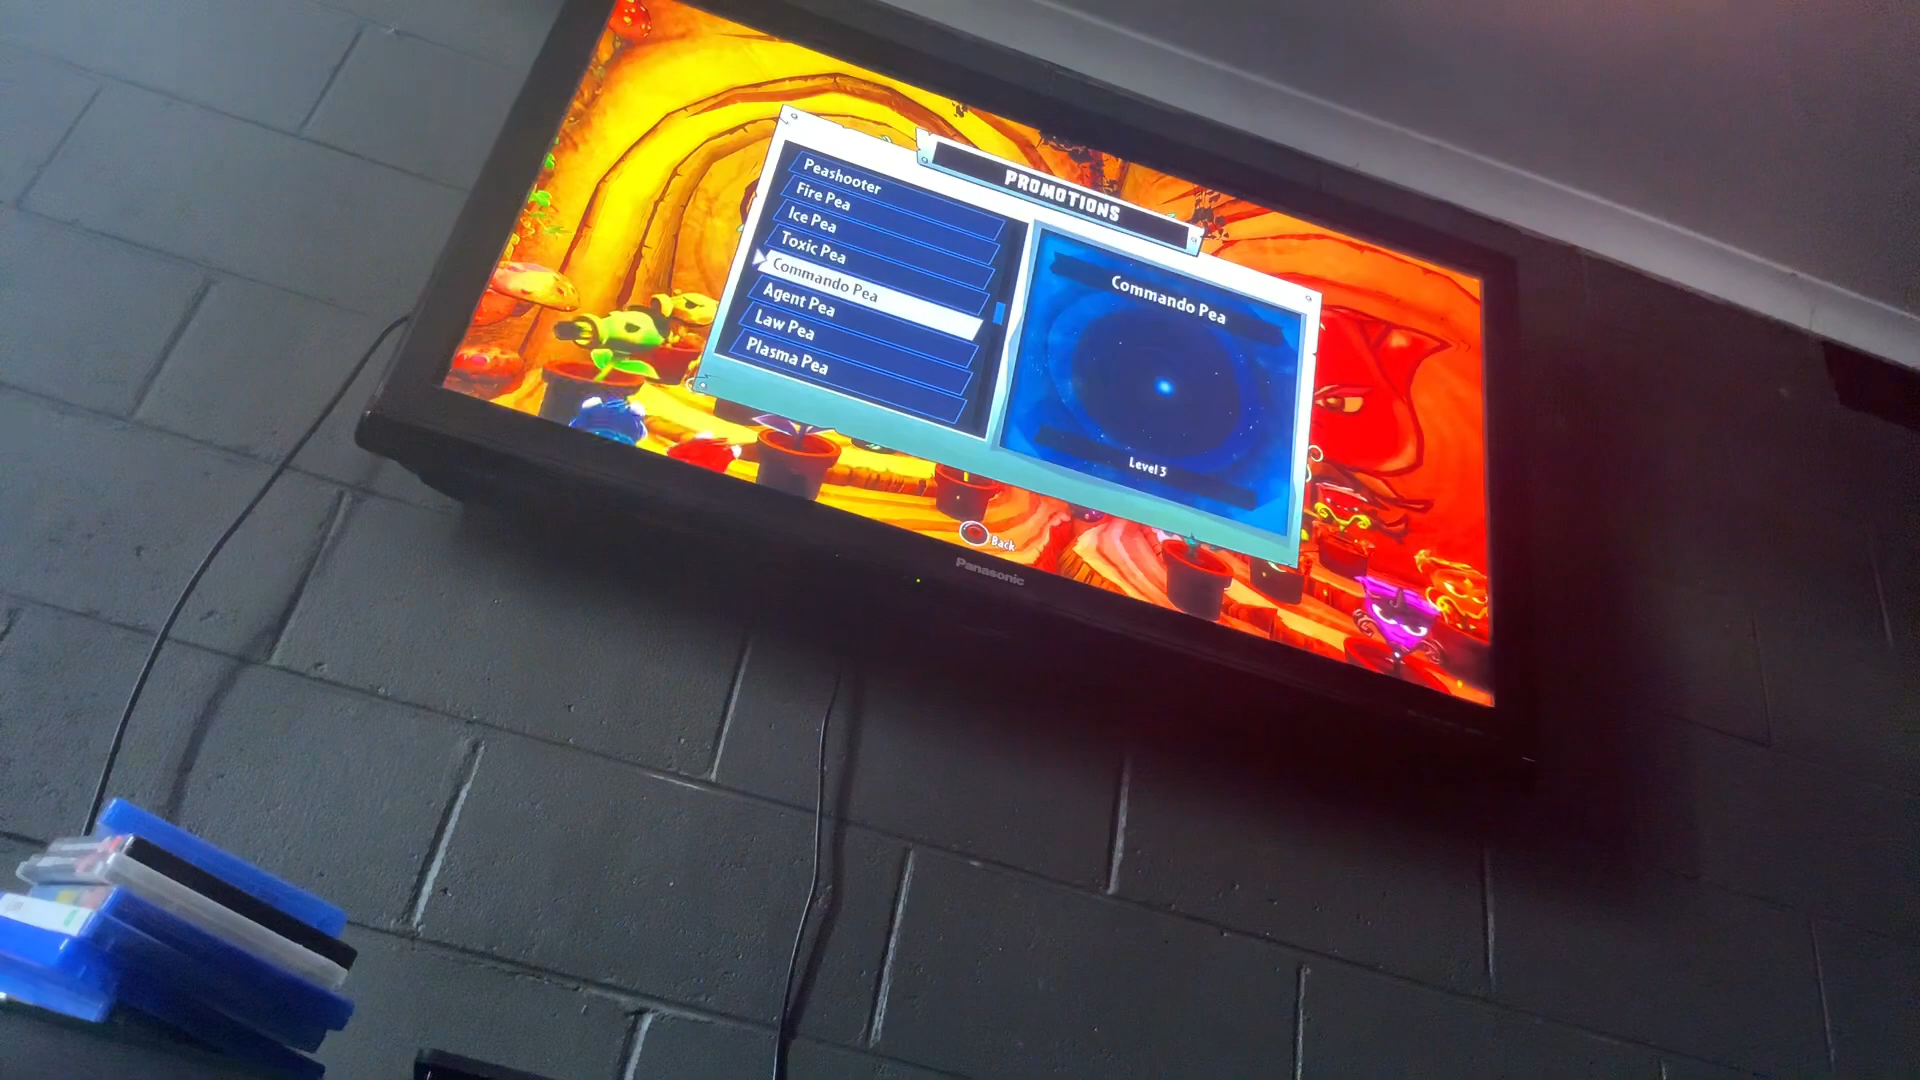 PROMOTIONS
Peashooter
Fire Pea
Ice Pea
Toxic Pea
Commando Pea
Agent Pea
Law Pea
Plasma Pea
Commando Pea
Level 3
Back
Panasonic